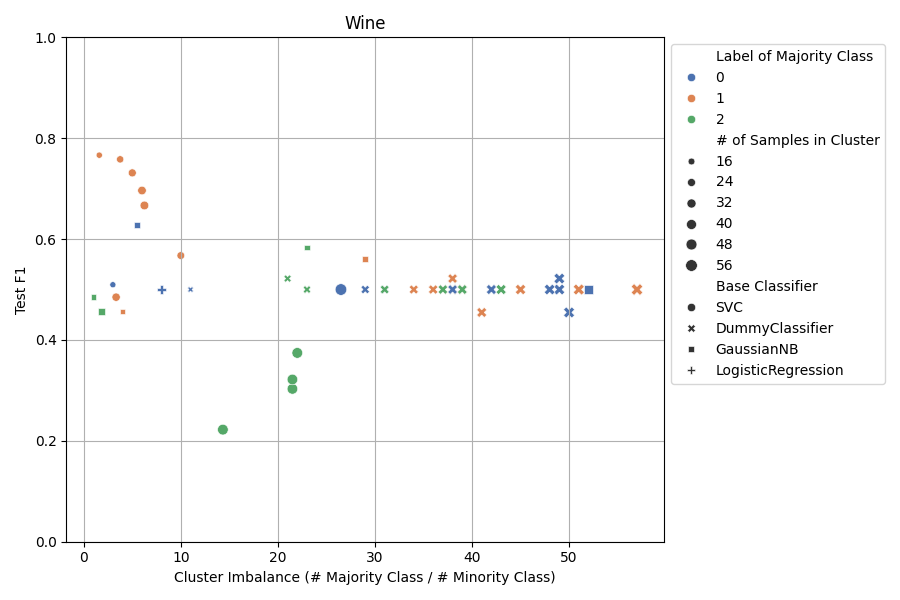 Wine
1.0
0.8
0.6
0.4
0.2
0.0
Test F1
0 10 20 30 40 50
Cluster Imbalance (# Majority Class / # Minority Class)
Label of Majority Class
0
1
2
# of Samples in Cluster
16
24
32
40
48
56
Base Classifier
SVC
DummyClassifier
GaussianNB
LogisticRegression